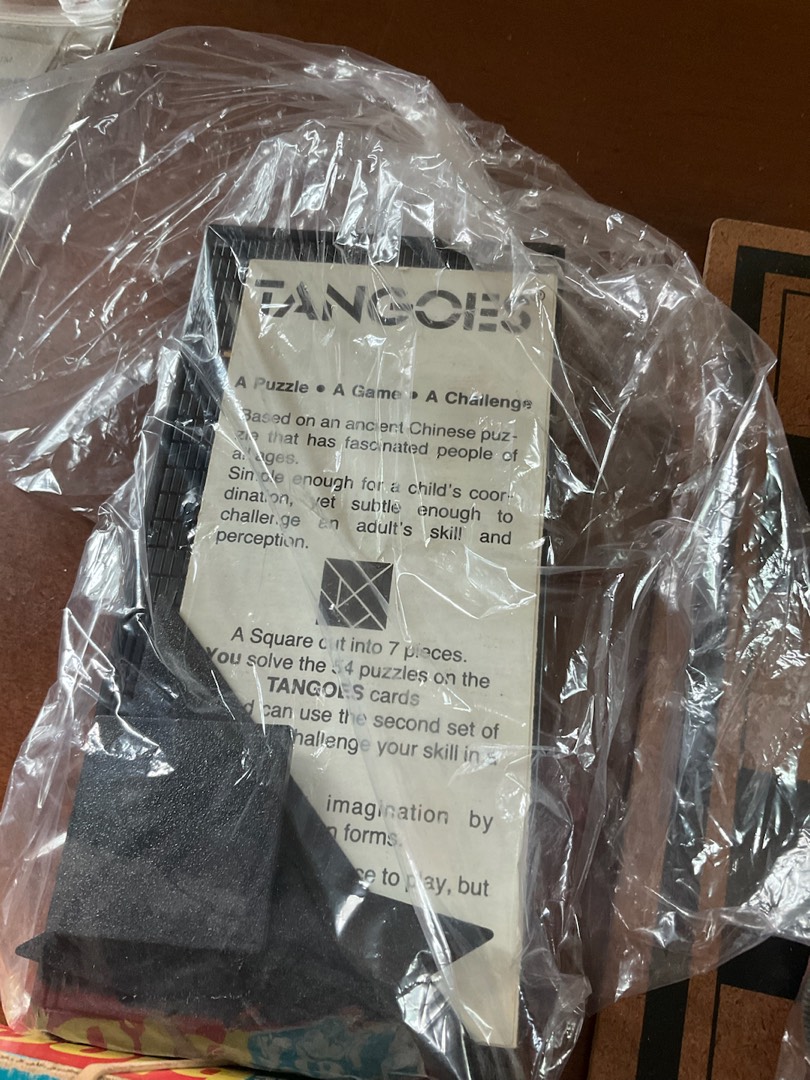 TANGOES®
A Puzzle • A Game • A Challenge
Based on an ancient Chinese puz-
zle that has fascinated people of
all ages.
Simple enough for a child's coor-
dination, yet subtle enough to
challenge an adult's skill and
perception.
A Square cut into 7 pieces.
You solve the 54 puzzles on the
TANGOES cards
can use the second set of
challenge your skill in a
imagination by
forms.
to play, but